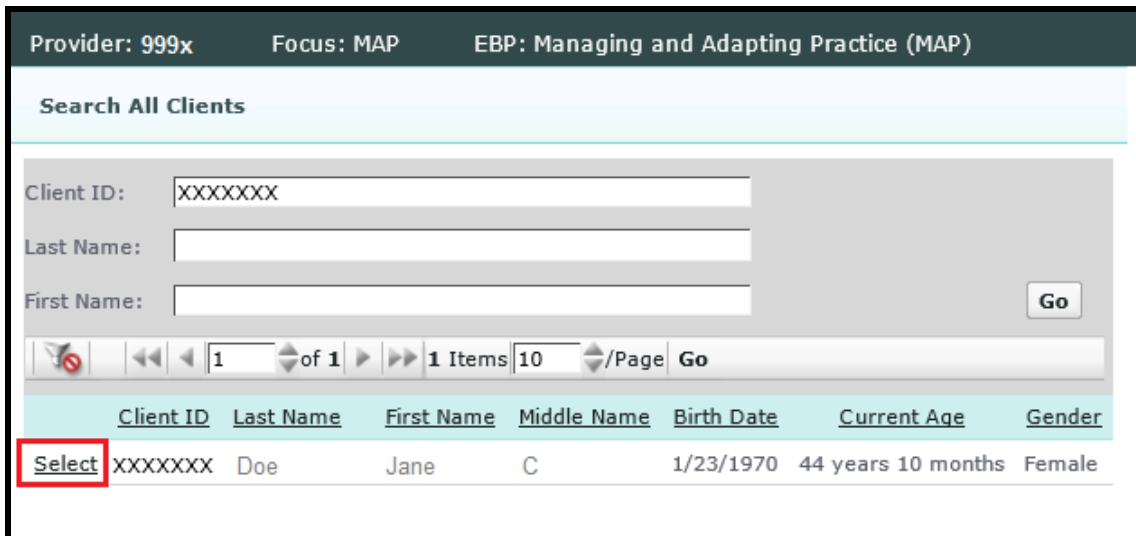 Provider: 999x Focus: MAP EBP: Managing and Adapting Practice (MAP)
Search All Clients
Client ID: XXXXXXX
Last Name:
First Name: Go
1 of 1 1 Items 10 /Page Go
Client ID Last Name First Name Middle Name Birth Date Current Age Gender
Select XXXXXXX Doe Jane C 1/23/1970 44 years 10 months Female